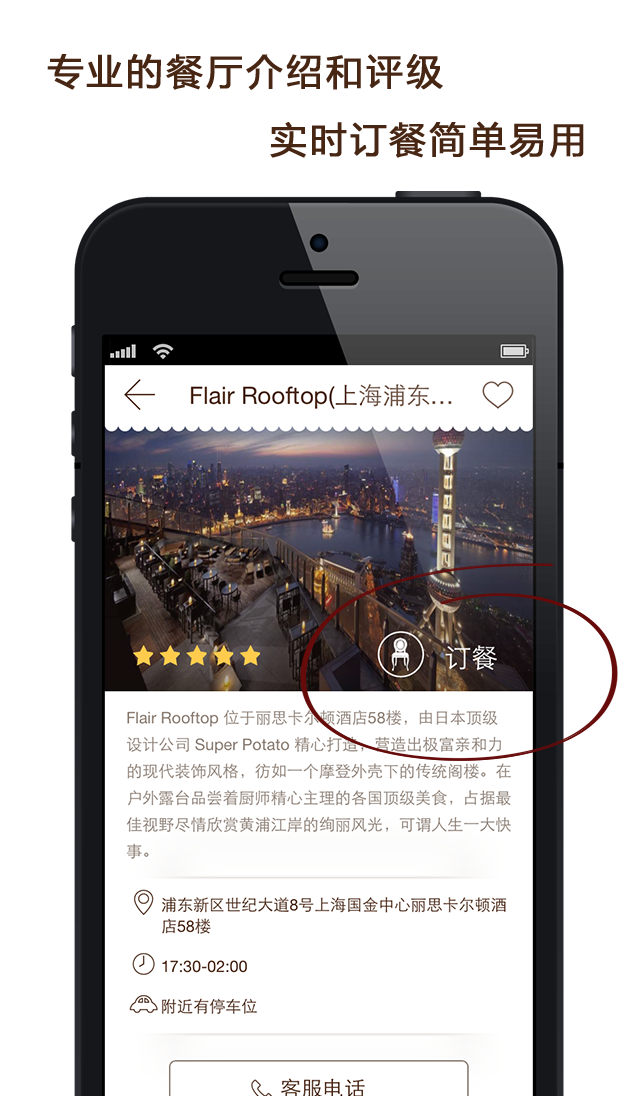 专业的餐厅介绍和评级
实时订餐简单易用
Flair Rooftop(上海浦东…
订餐
Flair Rooftop 位于丽思卡尔顿酒店58楼，由日本顶级
设计公司 Super Potato 精心打造，营造出极富亲和力
的现代装饰风格，彷如一个摩登外壳下的传统阁楼。在
户外露台品尝着厨师精心主理的各国顶级美食，占据最
佳视野尽情欣赏黄浦江岸的绚丽风光，可谓人生一大快
事。
浦东新区世纪大道8号上海国金中心丽思卡尔顿酒
店58楼
17:30-02:00
附近有停车位
客服电话